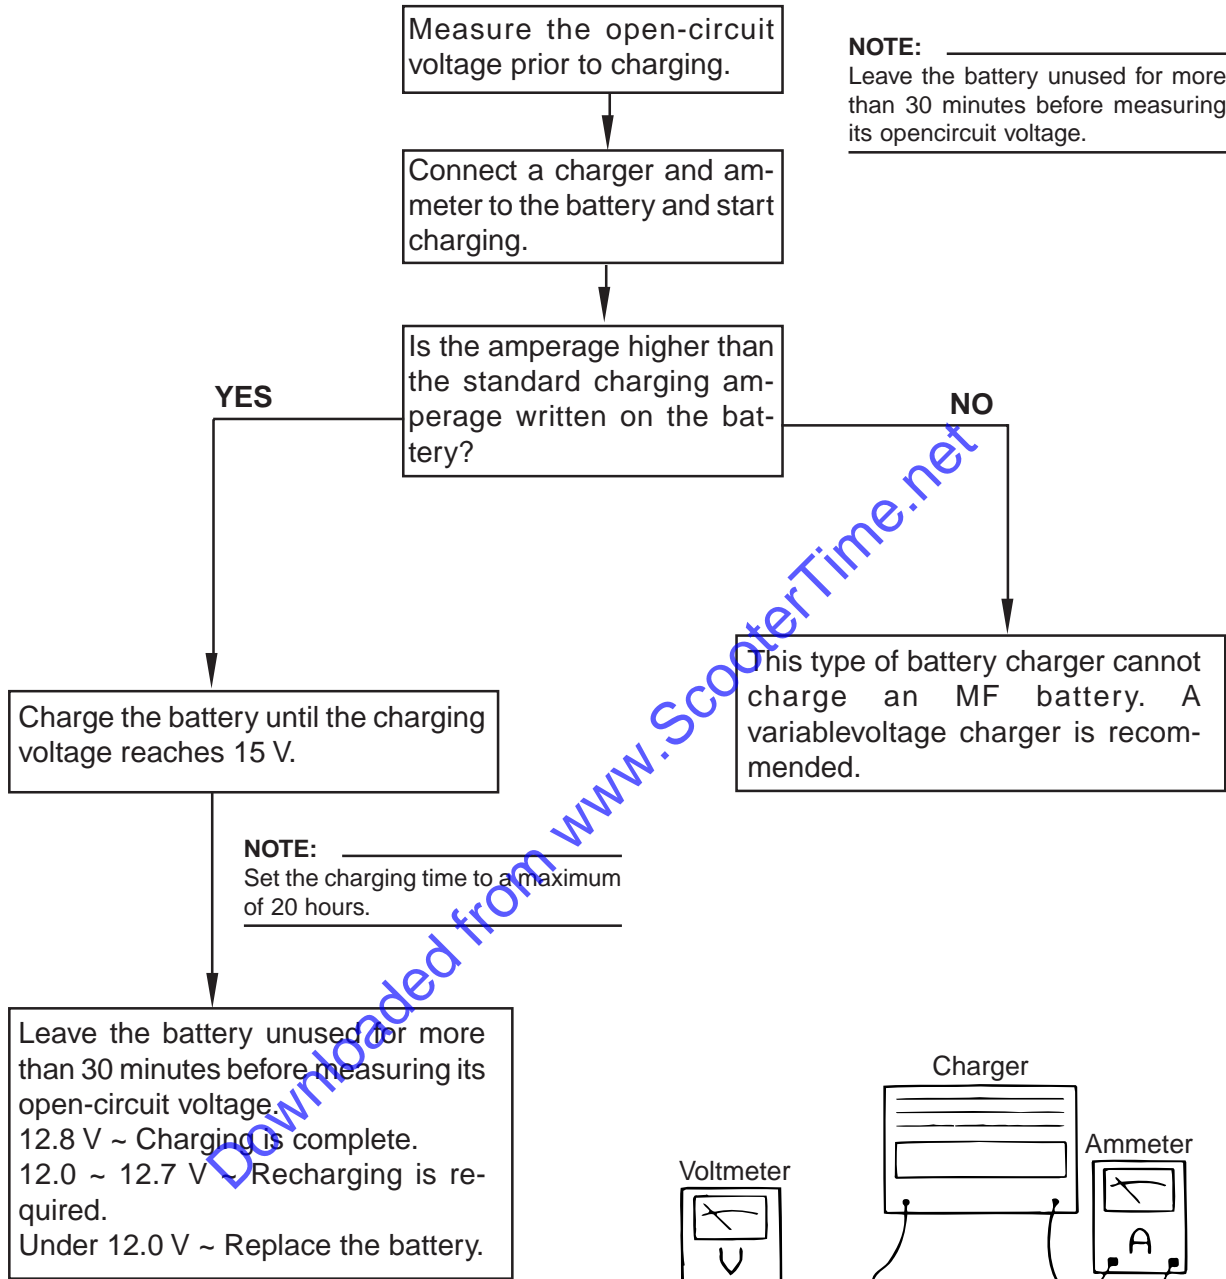 Measure the open-circuit
voltage prior to charging.
NOTE:
Leave the battery unused for more
than 30 minutes before measuring
its opencircuit voltage.
Connect a charger and am-
meter to the battery and start
charging.
Is the amperage higher than
the standard charging am-
perage written on the bat-
tery?
YES
NO
This type of battery charger cannot
charge an MF battery. A
variablevoltage charger is recom-
mended.
Charge the battery until the charging
voltage reaches 15 V.
NOTE:
Set the charging time to a maximum
of 20 hours.
Leave the battery unused for more
than 30 minutes before measuring its
open-circuit voltage.
12.8 V ~ Charging is complete.
12.0 ~ 12.7 V ~ Recharging is re-
quired.
Under 12.0 V ~ Replace the battery.
Charger
Ammeter
A
Voltmeter
V
Downloaded from www.ScooterTime.net